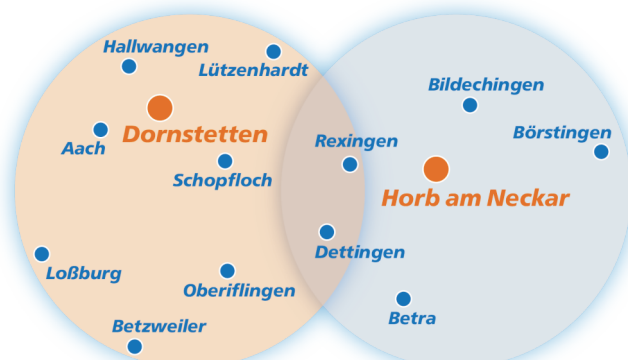 Hallwangen
Lützenhardt
Bildechingen
Dornstetten
Rexingen
Börstingen
Aach
Schopfloch
Horb am Neckar
Dettingen
Loßburg
Oberiflingen
Betra
Betzweiler